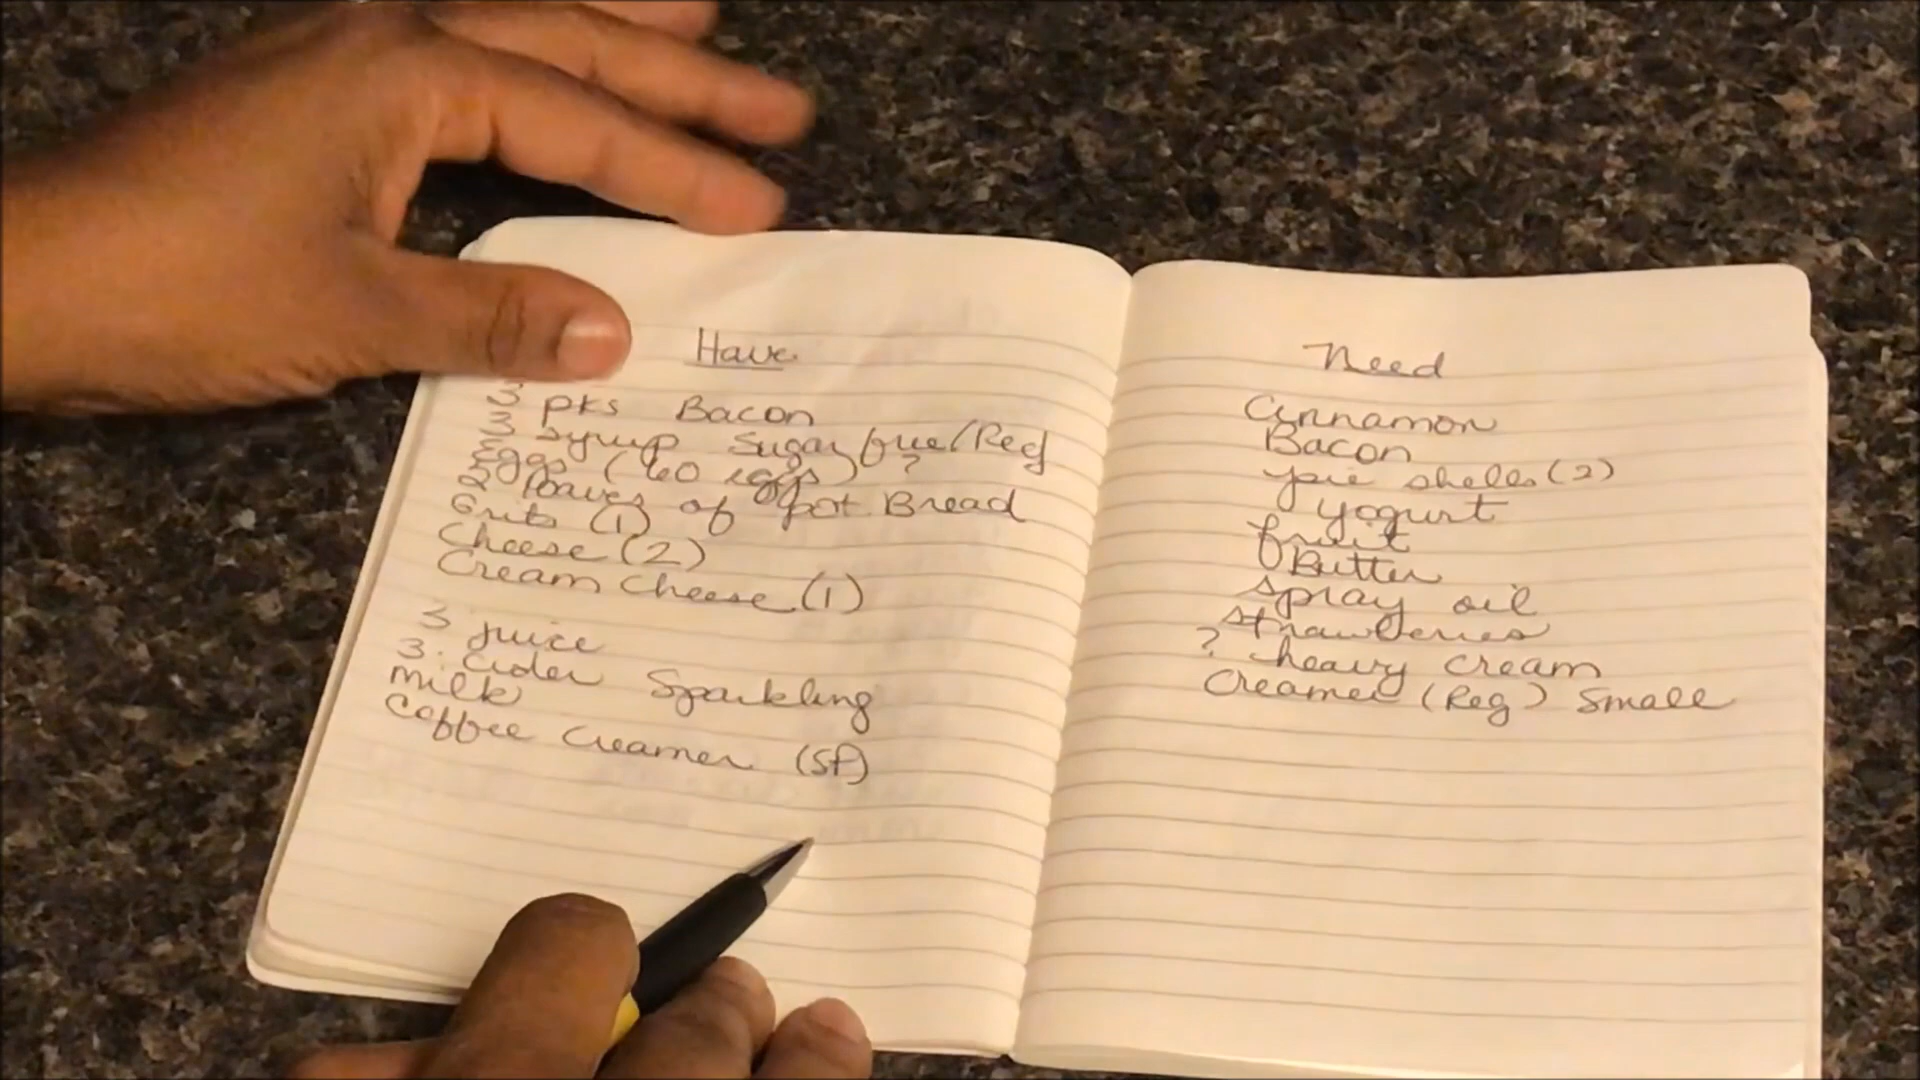 Have
3 pks Bacon
3 Syrup Sugar free/Reg
Eggs (60 eggs)?
2 loaves of pot. Bread
Grits (1)
Cheese (2)
Cream Cheese (1)
3 juice
3. Cider Sparkling
milk
Coffee Creamer (SF)
Need
Cinnamon
Bacon
pie shells (2)
yogurt
fruit
Butter
spray oil
strawberries
? heavy cream
Creamer (Reg) Small